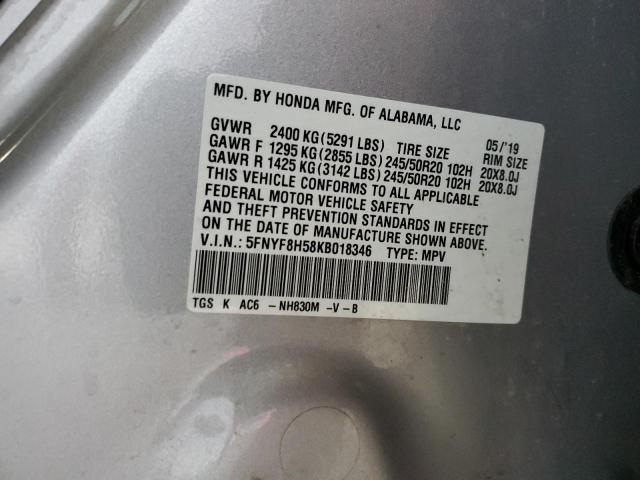 MFD. BY HONDA MFG. OF ALABAMA, LLC
GVWR 2400 KG(5291 LBS) TIRE SIZE 05/'19 RIM SIZE
GAWR F 1295 KG(2855 LBS) 245/50R20 102H 20X8.0J
GAWR R 1425 KG(3142 LBS) 245/50R20 102H 20X8.0J
THIS VEHICLE CONFORMS TO ALL APPLICABLE
FEDERAL MOTOR VEHICLE SAFETY
AND THEFT PREVENTION STANDARDS IN EFFECT
ON THE DATE OF MANUFACTURE SHOWN ABOVE.
V.I.N.: 5FNYF8H58KB018346 TYPE: MPV
TGS K AC6 - NH830M -V - B